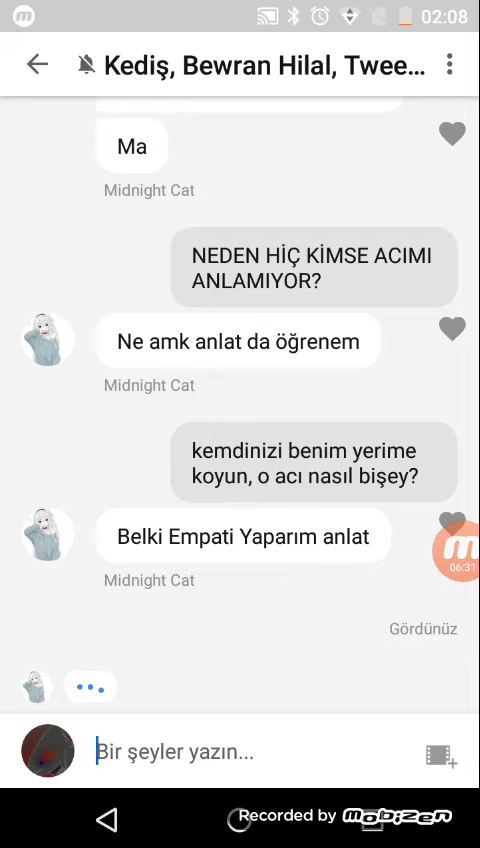 02:08
Kediş, Bewran Hilal, Twee...
Ma
Midnight Cat
NEDEN HİÇ KİMSE ACIMI
ANLAMIYOR?
Ne amk anlat da öğrenem
Midnight Cat
kemdinizi benim yerime
koyun, o acı nasıl bişey?
Belki Empati Yaparım anlat
Midnight Cat
m
06:31
Gördünüz
Bir şeyler yazın...
Recorded by Mobizen